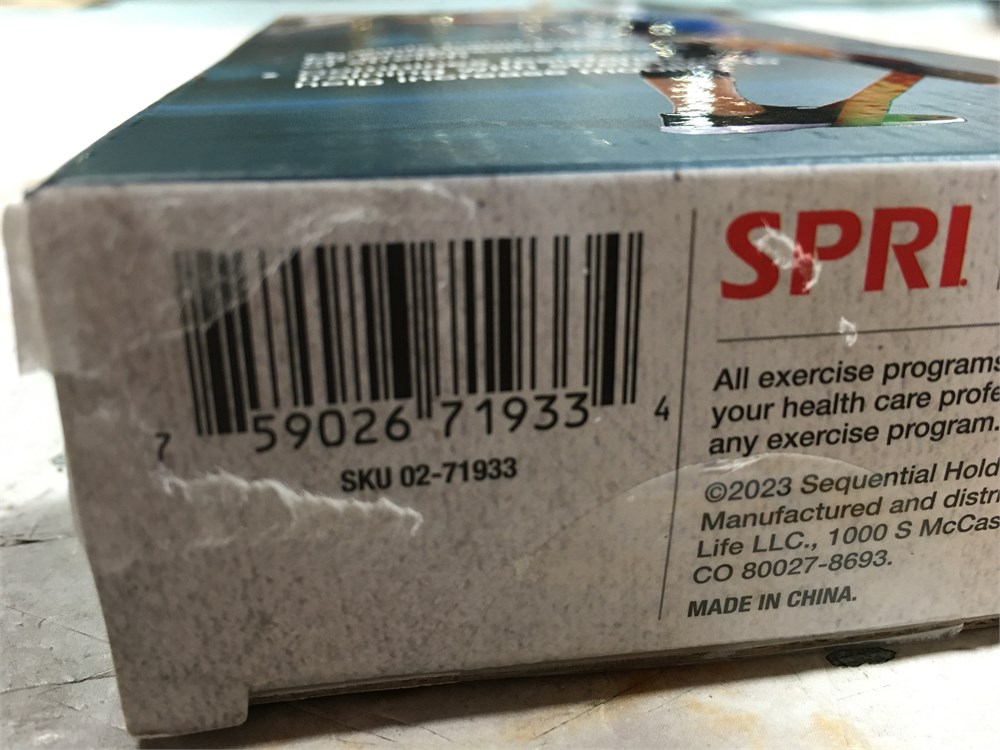 7 59026 71933 4
SKU 02-71933
SPRI
All exercise programs
your health care profe
any exercise program.
©2023 Sequential Hold
Manufactured and distri
Life LLC., 1000 S McCas
CO 80027-8693.
MADE IN CHINA.